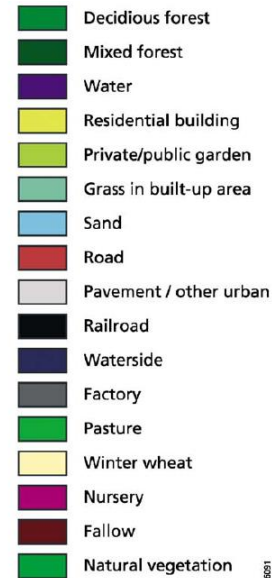 Decidious forest
Mixed forest
Water
Residential building
Private/public garden
Grass in built-up area
Sand
Road
Pavement / other urban
Railroad
Waterside
Factory
Pasture
Winter wheat
Nursery
Fallow
Natural vegetation